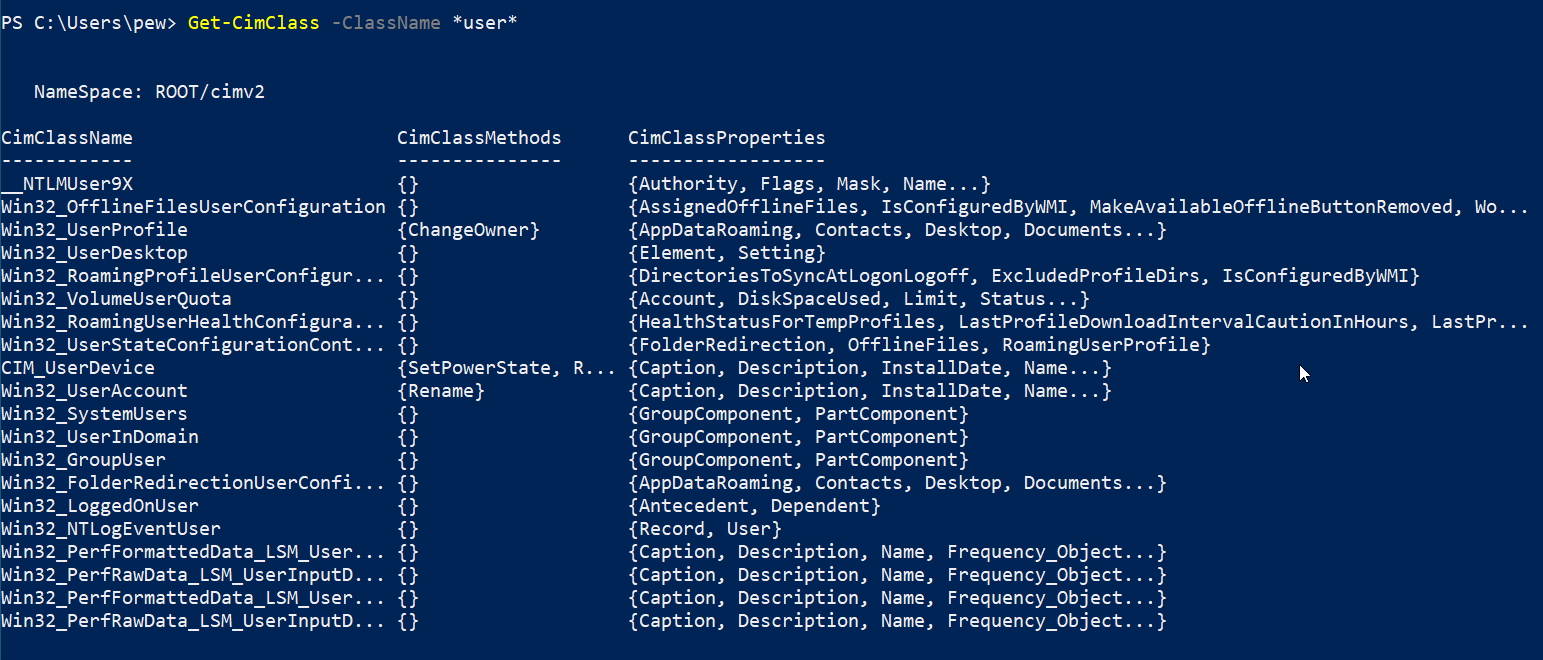 PS C:\Users\pew> Get-CimClass -ClassName *user*
NameSpace: ROOT/cimv2
CimClassName CimClassMethods CimClassProperties
------------ --------------- ------------------
__NTLMUser9X {} {Authority, Flags, Mask, Name...}
Win32_OfflineFilesUserConfiguration {} {AssignedOfflineFiles, IsConfiguredByWMI, MakeAvailableOfflineButtonRemoved, Wo...
Win32_UserProfile {ChangeOwner} {AppDataRoaming, Contacts, Desktop, Documents...}
Win32_UserDesktop {} {Element, Setting}
Win32_RoamingProfileUserConfigur... {} {DirectoriesToSyncAtLogonLogoff, ExcludedProfileDirs, IsConfiguredByWMI}
Win32_VolumeUserQuota {} {Account, DiskSpaceUsed, Limit, Status...}
Win32_RoamingUserHealthConfigura... {} {HealthStatusForTempProfiles, LastProfileDownloadIntervalCautionInHours, LastPr...
Win32_UserStateConfigurationCont... {} {FolderRedirection, OfflineFiles, RoamingUserProfile}
CIM_UserDevice {SetPowerState, R... {Caption, Description, InstallDate, Name...}
Win32_UserAccount {Rename} {Caption, Description, InstallDate, Name...}
Win32_SystemUsers {} {GroupComponent, PartComponent}
Win32_UserInDomain {} {GroupComponent, PartComponent}
Win32_GroupUser {} {GroupComponent, PartComponent}
Win32_FolderRedirectionUserConfi... {} {AppDataRoaming, Contacts, Desktop, Documents...}
Win32_LoggedOnUser {} {Antecedent, Dependent}
Win32_NTLogEventUser {} {Record, User}
Win32_PerfFormattedData_LSM_User... {} {Caption, Description, Name, Frequency_Object...}
Win32_PerfRawData_LSM_UserInputD... {} {Caption, Description, Name, Frequency_Object...}
Win32_PerfFormattedData_LSM_User... {} {Caption, Description, Name, Frequency_Object...}
Win32_PerfRawData_LSM_UserInputD... {} {Caption, Description, Name, Frequency_Object...}